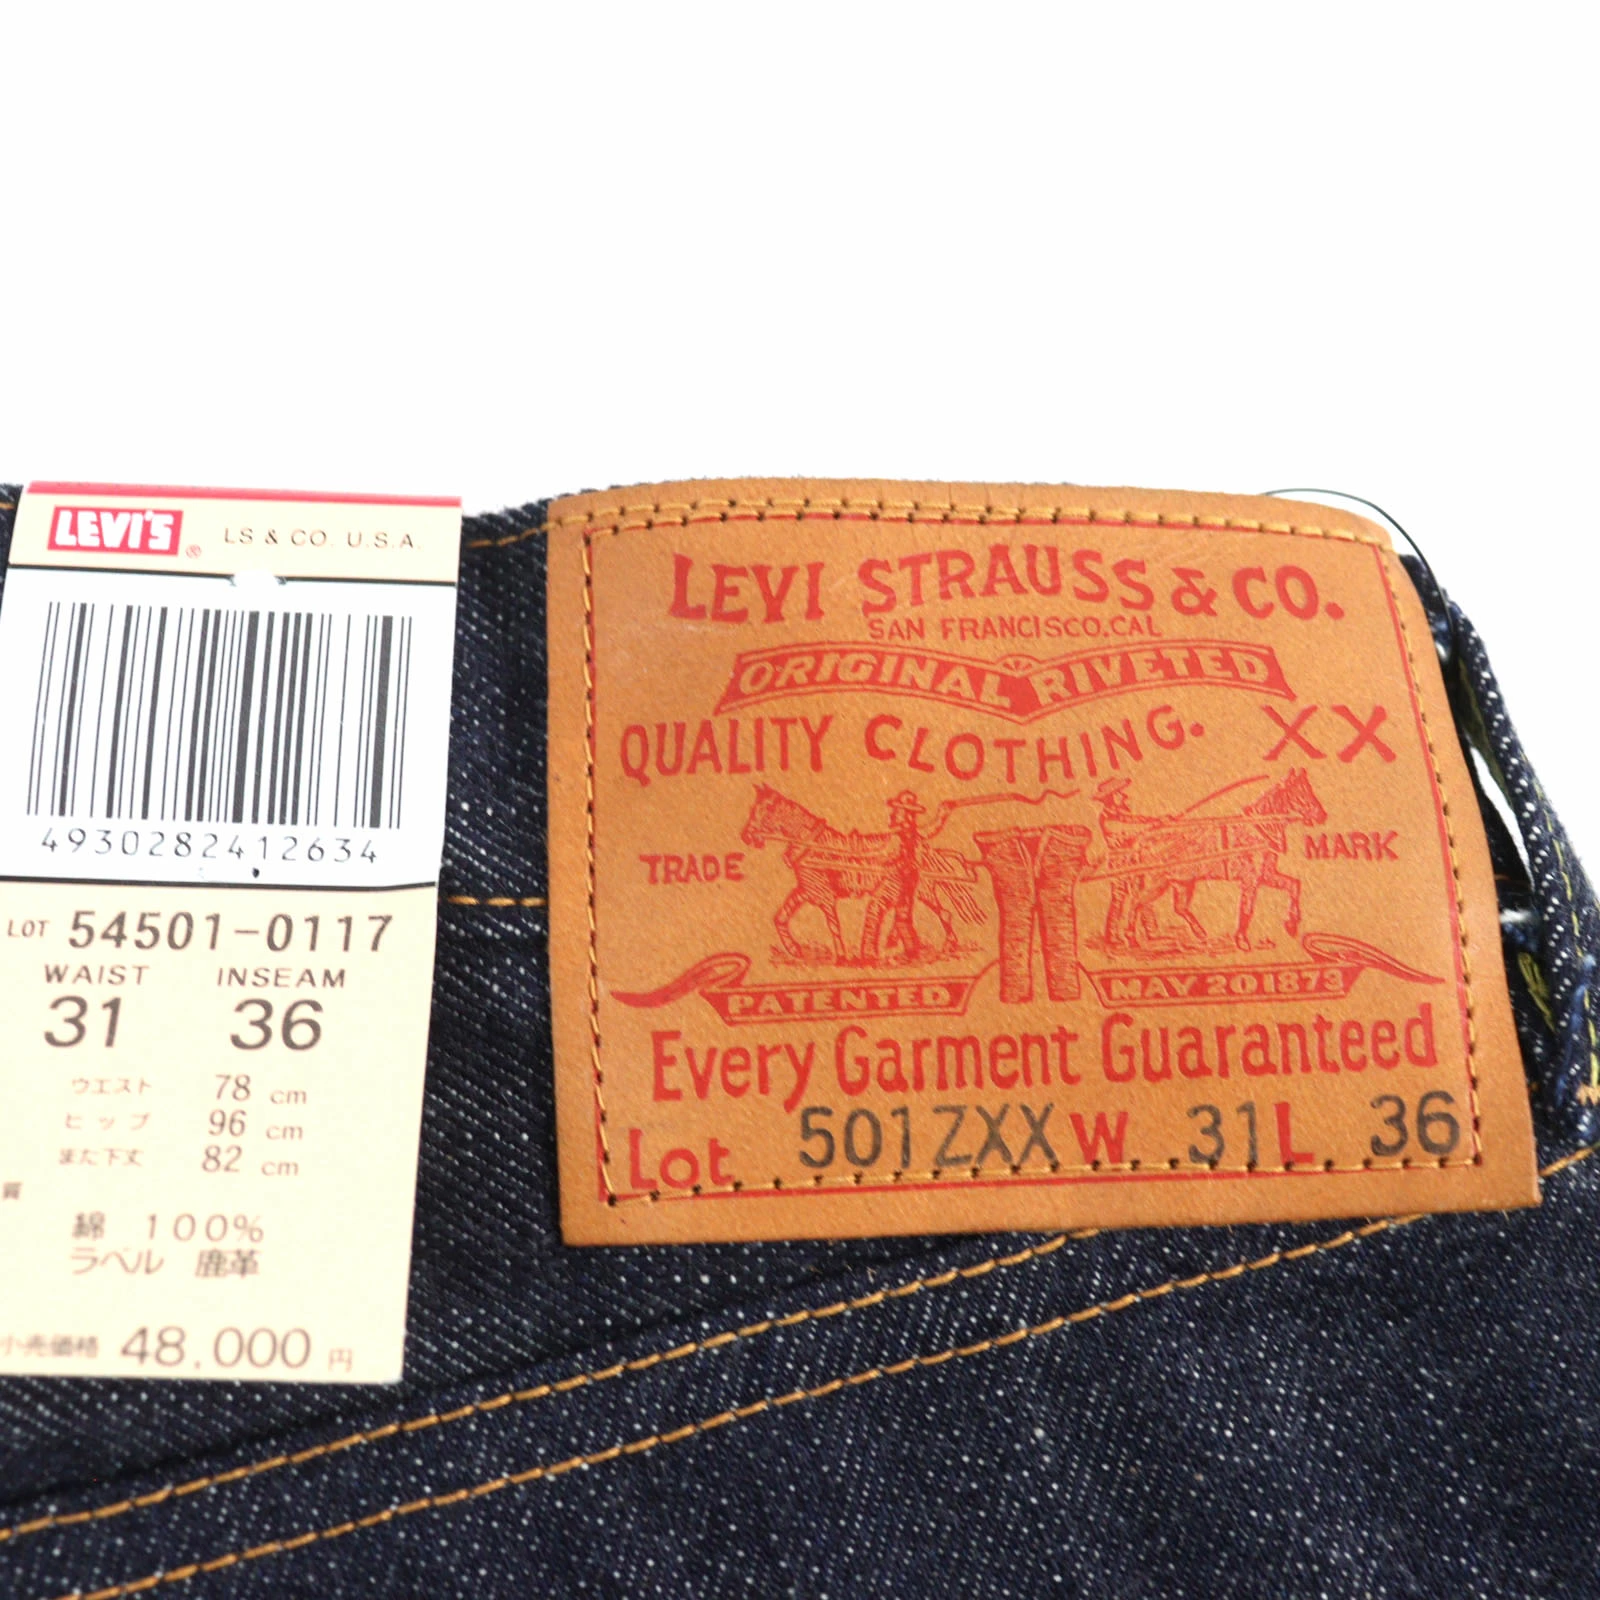 LEVI'S ® LS & CO. U.S.A.
4930282412634
LOT 54501-0117
WAIST INSEAM
31 36
ウエスト 78 cm
ヒップ 96 cm
また下丈 82 cm
質
綿 100%
ラベル 鹿革
小売価格 48,000 円
LEVI STRAUSS & CO.
SAN FRANCISCO.CAL
ORIGINAL RIVETED
QUALITY CLOTHING. XX
TRADE MARK
PATENTED MAY 20 1873
Every Garment Guaranteed
Lot 501ZXX W 31 L 36